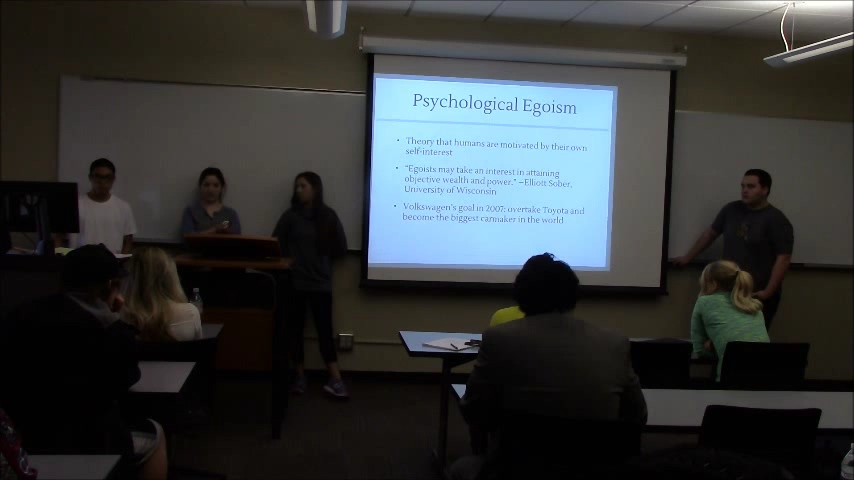 Psychological Egoism
• Theory that humans are motivated by their own
self-interest
• "Egoists may take an interest in attaining
objective wealth and power." –Elliott Sober,
University of Wisconsin
• Volkswagen's goal in 2007: overtake Toyota and
become the biggest carmaker in the world